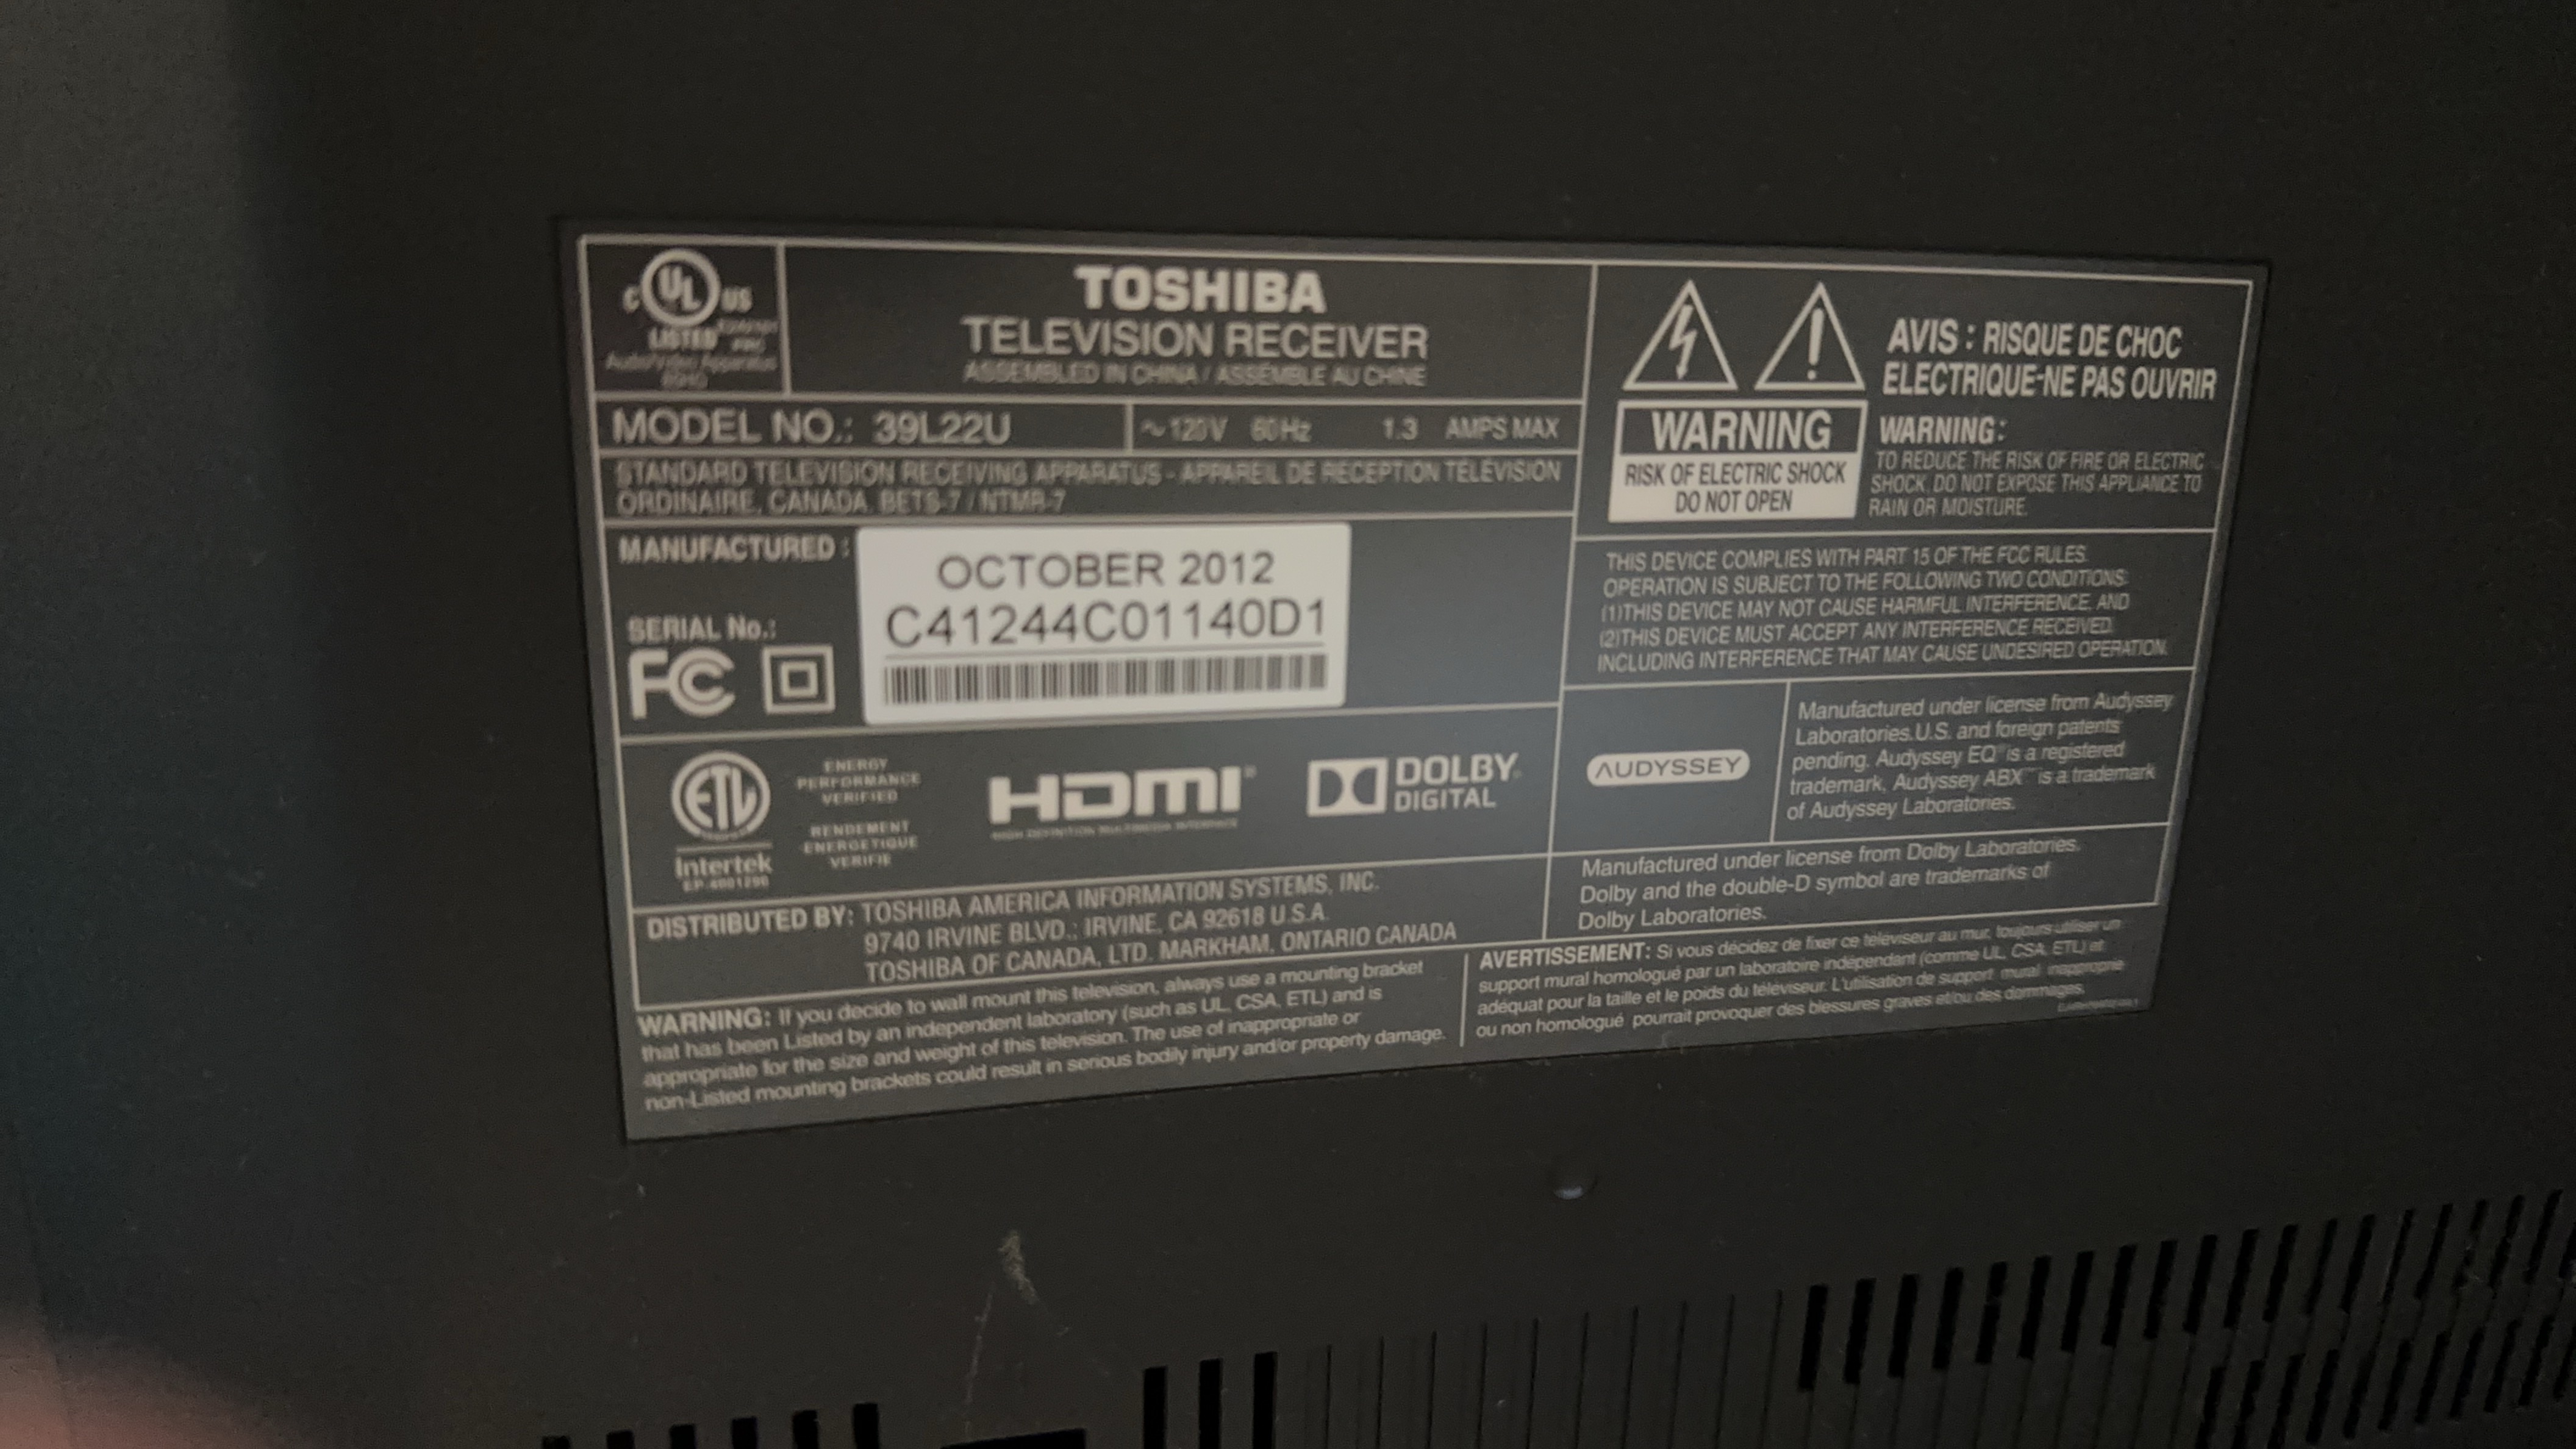 C UL US
LISTED
Audio/Video Apparatus
TOSHIBA
TELEVISION RECEIVER
ASSEMBLED IN CHINA / ASSEMBLE AU CHINE
MODEL NO.: 39L22U
~120V 60Hz 1.3 AMPS MAX
STANDARD TELEVISION RECEIVING APPARATUS - APPAREIL DE RÉCEPTION TÉLÉVISION
ORDINAIRE, CANADA BETS-7 / NTMR-7
MANUFACTURED :
OCTOBER 2012
SERIAL No.:
C41244C01140D1
FC
ETL
Intertek
ENERGY
PERFORMANCE
VERIFIED
RENDEMENT
ENERGETIQUE
VERIFIE
HDMI®
HIGH DEFINITION MULTIMEDIA INTERFACE
DOLBY®
DIGITAL
DISTRIBUTED BY: TOSHIBA AMERICA INFORMATION SYSTEMS, INC.
9740 IRVINE BLVD.; IRVINE, CA 92618 U.S.A.
TOSHIBA OF CANADA, LTD. MARKHAM, ONTARIO CANADA
WARNING: If you decide to wall mount this television, always use a mounting bracket
that has been Listed by an independent laboratory (such as UL, CSA, ETL) and is
appropriate for the size and weight of this television. The use of inappropriate or
non-Listed mounting brackets could result in serious bodily injury and/or property damage.
AVIS : RISQUE DE CHOC
ELECTRIQUE-NE PAS OUVRIR
WARNING
RISK OF ELECTRIC SHOCK
DO NOT OPEN
WARNING:
TO REDUCE THE RISK OF FIRE OR ELECTRIC
SHOCK, DO NOT EXPOSE THIS APPLIANCE TO
RAIN OR MOISTURE.
THIS DEVICE COMPLIES WITH PART 15 OF THE FCC RULES.
OPERATION IS SUBJECT TO THE FOLLOWING TWO CONDITIONS:
(1)THIS DEVICE MAY NOT CAUSE HARMFUL INTERFERENCE, AND
(2)THIS DEVICE MUST ACCEPT ANY INTERFERENCE RECEIVED,
INCLUDING INTERFERENCE THAT MAY CAUSE UNDESIRED OPERATION.
AUDYSSEY
Manufactured under license from Audyssey
Laboratories.U.S. and foreign patents
pending. Audyssey EQ® is a registered
trademark, Audyssey ABX™ is a trademark
of Audyssey Laboratories.
Manufactured under license from Dolby Laboratories.
Dolby and the double-D symbol are trademarks of
Dolby Laboratories.
AVERTISSEMENT: Si vous décidez de fixer ce téléviseur au mur, toujours utiliser un
support mural homologué par un laboratoire indépendant (comme UL, CSA, ETL) et
adéquat pour la taille et le poids du téléviseur. L'utilisation de support mural inapproprié
ou non homologué pourrait provoquer des blessures graves et/ou des dommages.